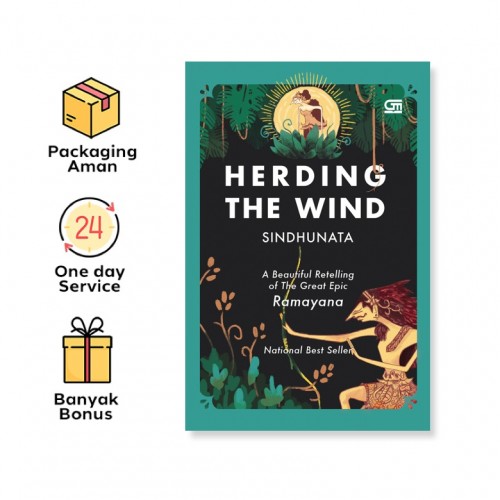 Packaging
Aman
24
One day
Service
Banyak
Bonus
GM
HERDING
THE WIND
SINDHUNATA
A Beautiful Retelling
of The Great Epic
Ramayana
National Best Seller